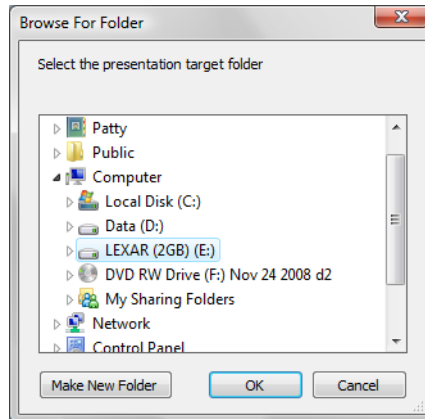 Browse For Folder
Select the presentation target folder
Patty
Public
Computer
Local Disk (C:)
Data (D:)
LEXAR (2GB) (E:)
DVD RW Drive (F:) Nov 24 2008 d2
My Sharing Folders
Network
Control Panel
Make New Folder OK Cancel